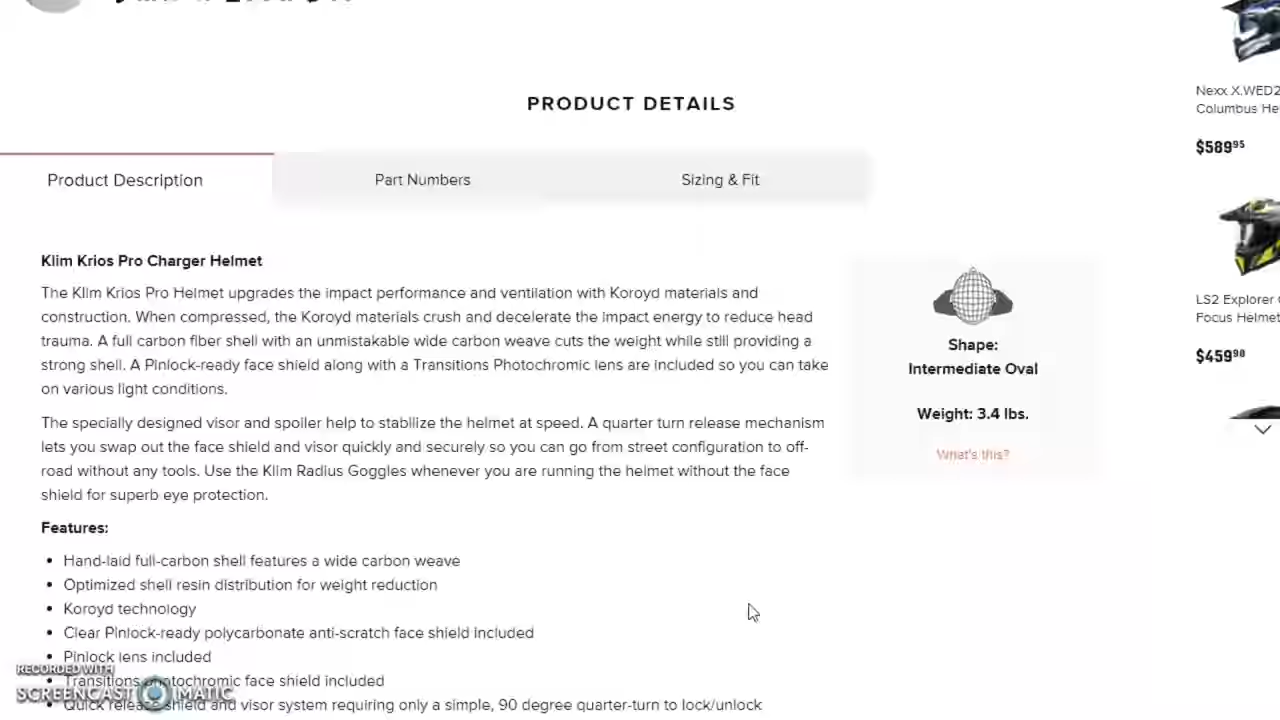 PRODUCT DETAILS
Product Description
Part Numbers
Sizing & Fit
Klim Krios Pro Charger Helmet
The Klim Krios Pro Helmet upgrades the impact performance and ventilation with Koroyd materials and
construction. When compressed, the Koroyd materials crush and decelerate the impact energy to reduce head
trauma. A full carbon fiber shell with an unmistakable wide carbon weave cuts the weight while still providing a
strong shell. A Pinlock-ready face shield along with a Transitions Photochromic lens are included so you can take
on various light conditions.
The specially designed visor and spoiler help to stabilize the helmet at speed. A quarter turn release mechanism
lets you swap out the face shield and visor quickly and securely so you can go from street configuration to off-
road without any tools. Use the Klim Radius Goggles whenever you are running the helmet without the face
shield for superb eye protection.
Features:
• Hand-laid full-carbon shell features a wide carbon weave
• Optimized shell resin distribution for weight reduction
• Koroyd technology
• Clear Pinlock-ready polycarbonate anti-scratch face shield included
• Pinlock lens included
• Transitions photochromic face shield included
• Quick release shield and visor system requiring only a simple, 90 degree quarter-turn to lock/unlock
Shape:
Intermediate Oval
Weight: 3.4 lbs.
What's this?
Nexx X.WED2
Columbus He
$589⁹⁵
LS2 Explorer
Focus Helmet
$459⁹⁸
RECORDED WITH
SCREENCAST MATIC